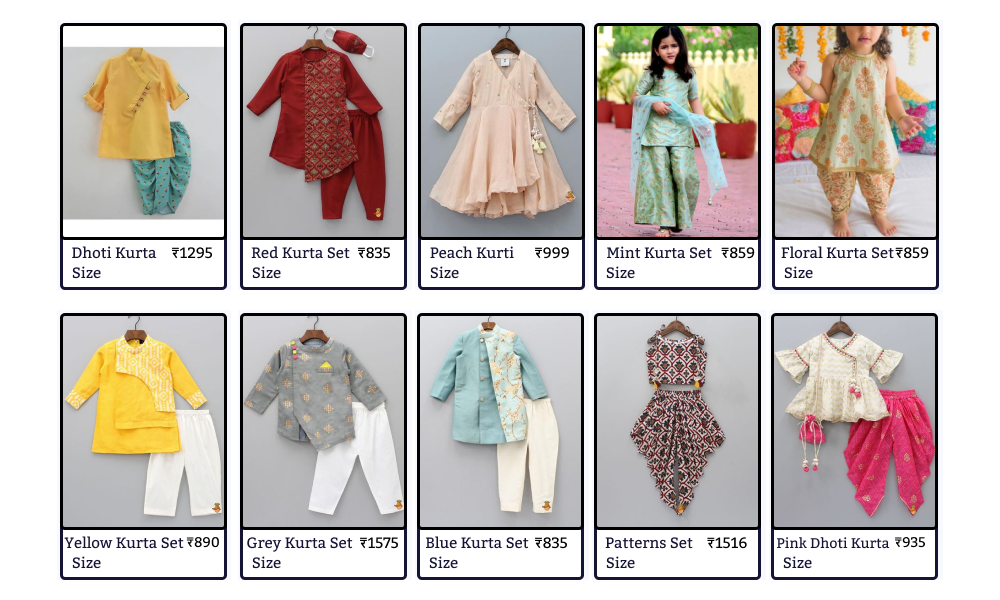 Dhoti Kurta ₹1295
Size
Red Kurta Set ₹835
Size
Peach Kurti ₹999
Size
Mint Kurta Set ₹859
Size
Floral Kurta Set ₹859
Size
Yellow Kurta Set ₹890
Size
Grey Kurta Set ₹1575
Size
Blue Kurta Set ₹835
Size
Patterns Set ₹1516
Size
Pink Dhoti Kurta ₹935
Size